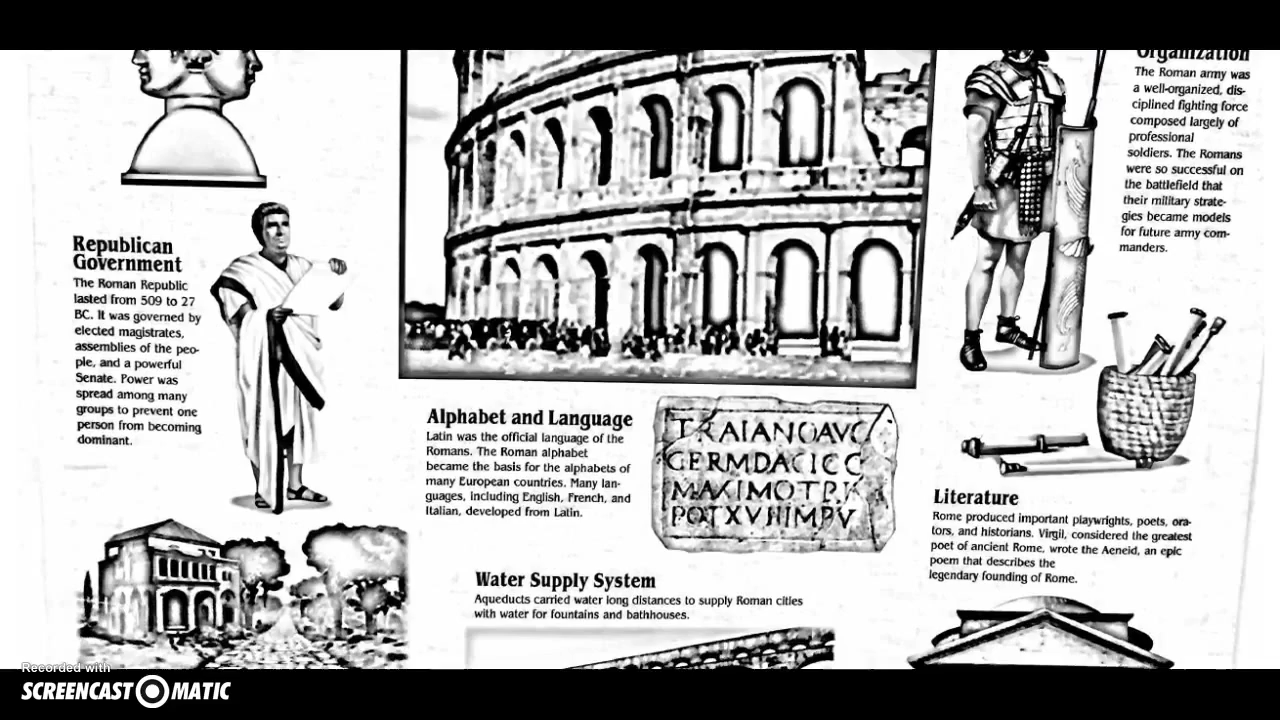 Organization
The Roman army was
a well-organized, dis-
ciplined fighting force
composed largely of
professional
soldiers. The Romans
were so successful on
the battlefield that
their military strate-
gies became models
for future army com-
manders.
Republican
Government
The Roman Republic
lasted from 509 to 27
BC. It was governed by
elected magistrates,
assemblies of the peo-
ple, and a powerful
Senate. Power was
spread among many
groups to prevent one
person from becoming
dominant.
Alphabet and Language
Latin was the official language of the
Romans. The Roman alphabet
became the basis for the alphabets of
many European countries. Many lan-
guages, including English, French, and
Italian, developed from Latin.
TRAIANOAVG
GERMDACICO
MAXIMOTRIK
POTXVHIMPV
Literature
Rome produced important playwrights, poets, ora-
tors, and historians. Virgil, considered the greatest
poet of ancient Rome, wrote the Aeneid, an epic
poem that describes the
legendary founding of Rome.
Water Supply System
Aqueducts carried water long distances to supply Roman cities
with water for fountains and bathhouses.
Recorded with
SCREENCAST MATIC